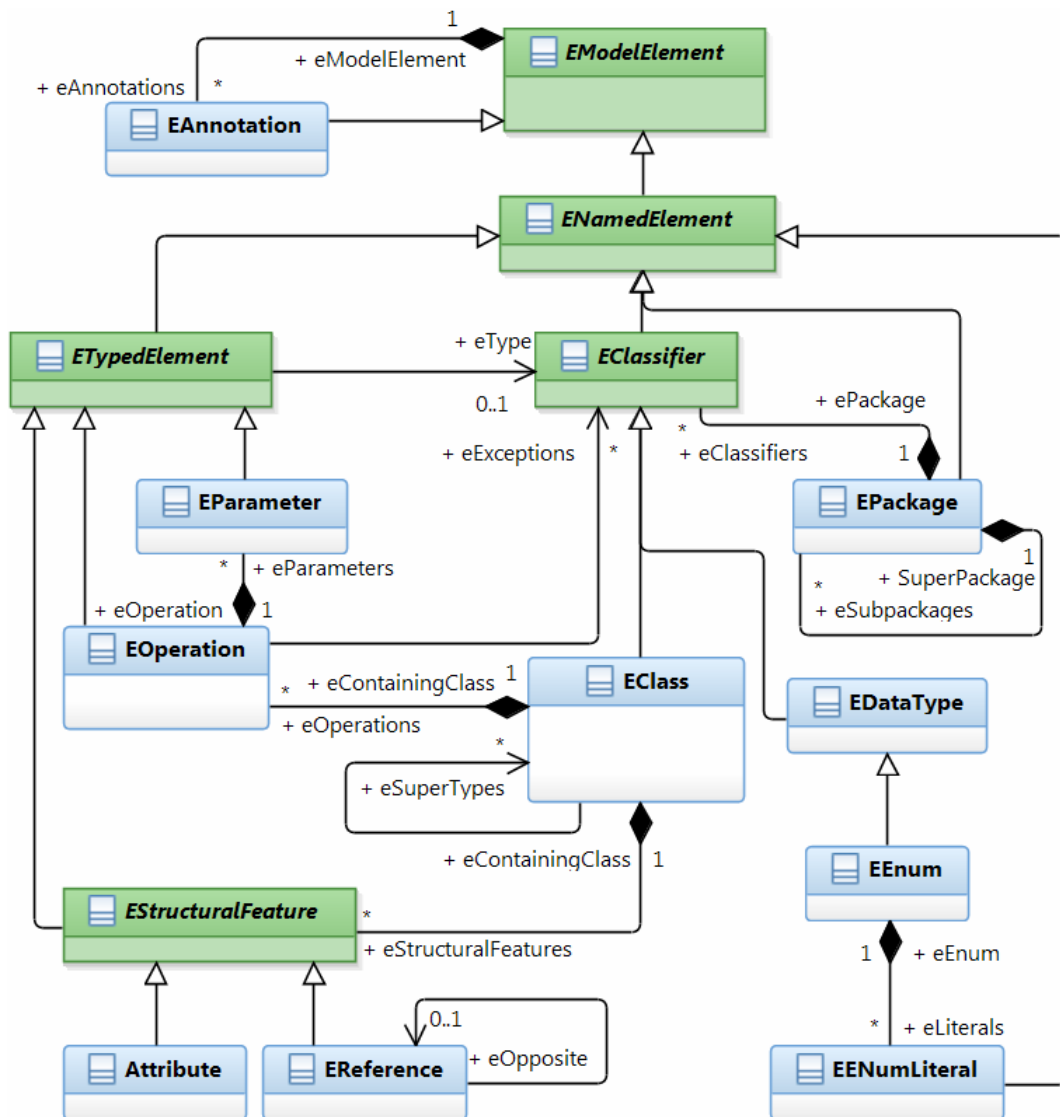 1
+ eModelElement
EModelElement
+ eAnnotations
*
EAnnotation
ENamedElement
ETypedElement
+ eType
0..1
EClassifier
+ ePackage
*
+ eClassifiers
1
+ eExceptions
*
EParameter
EPackage
*
+ eParameters
1
+ SuperPackage
*
+ eSubpackages
+ eOperation
1
EOperation
+ eContainingClass
1
*
+ eOperations
EClass
EDataType
*
+ eSuperTypes
+ eContainingClass
1
EEnum
EStructuralFeature
*
+ eStructuralFeatures
1
+ eEnum
0..1
+ eOpposite
*
+ eLiterals
Attribute
EReference
EENumLiteral